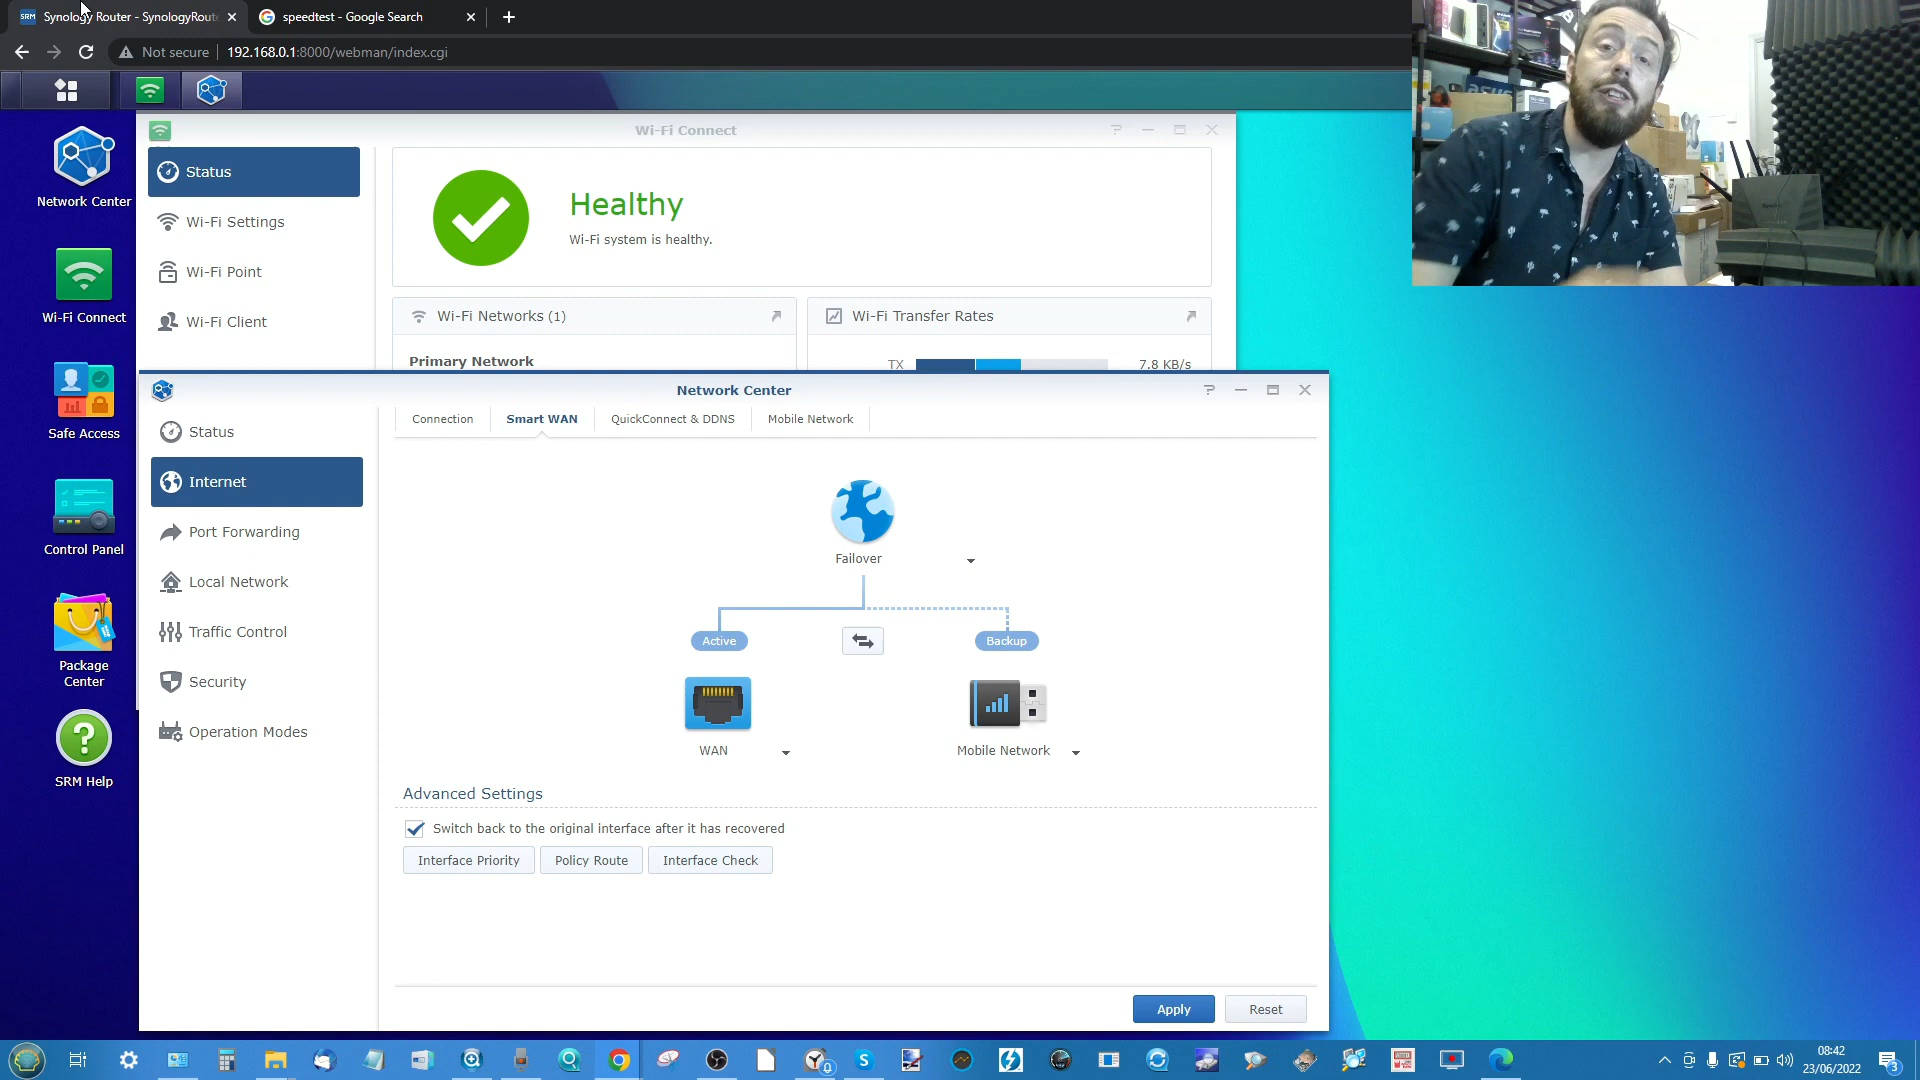 SRM Synology Router - SynologyRoute
speedtest - Google Search
Not secure 192.168.0.1:8000/webman/index.cgi
Network Center
Wi-Fi Connect
Safe Access
Control Panel
Package
Center
SRM Help
Wi-Fi Connect
Status
Wi-Fi Settings
Wi-Fi Point
Wi-Fi Client
Healthy
Wi-Fi system is healthy.
Wi-Fi Networks (1)
Primary Network
Wi-Fi Transfer Rates
TX 7.8 KB/s
Network Center
Status
Internet
Port Forwarding
Local Network
Traffic Control
Security
Operation Modes
Connection
Smart WAN
QuickConnect & DDNS
Mobile Network
Failover
Active
Backup
WAN
Mobile Network
Advanced Settings
Switch back to the original interface after it has recovered
Interface Priority
Policy Route
Interface Check
Apply
Reset
08:42
23/06/2022
3